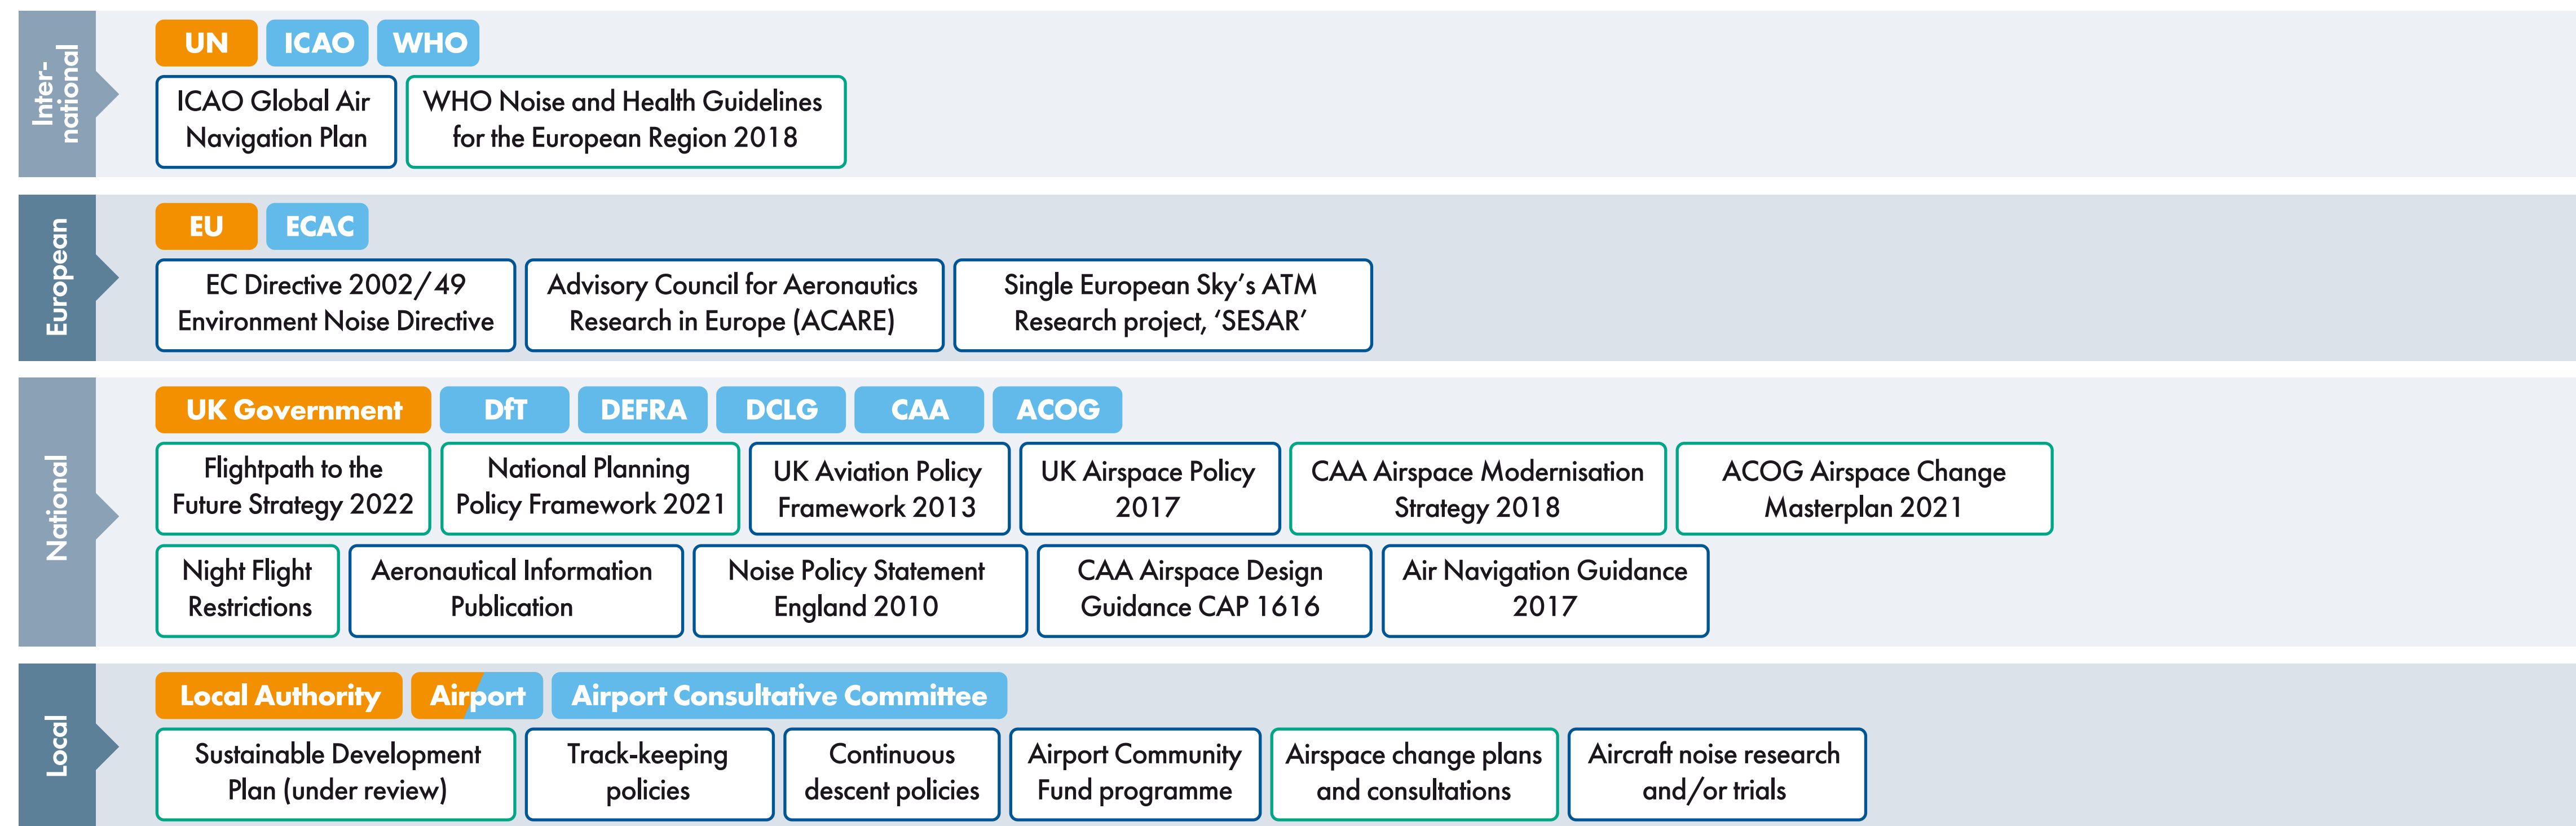 Inter-
national
UN
ICAO
WHO
ICAO Global Air
Navigation Plan
WHO Noise and Health Guidelines
for the European Region 2018
European
EU
ECAC
EC Directive 2002/49
Environment Noise Directive
Advisory Council for Aeronautics
Research in Europe (ACARE)
Single European Sky’s ATM
Research project, ‘SESAR’
National
UK Government
DfT
DEFRA
DCLG
CAA
ACOG
Flightpath to the
Future Strategy 2022
National Planning
Policy Framework 2021
UK Aviation Policy
Framework 2013
UK Airspace Policy
2017
CAA Airspace Modernisation
Strategy 2018
ACOG Airspace Change
Masterplan 2021
Night Flight
Restrictions
Aeronautical Information
Publication
Noise Policy Statement
England 2010
CAA Airspace Design
Guidance CAP 1616
Air Navigation Guidance
2017
Local
Local Authority
Airport
Airport Consultative Committee
Sustainable Development
Plan (under review)
Track-keeping
policies
Continuous
descent policies
Airport Community
Fund programme
Airspace change plans
and consultations
Aircraft noise research
and/or trials